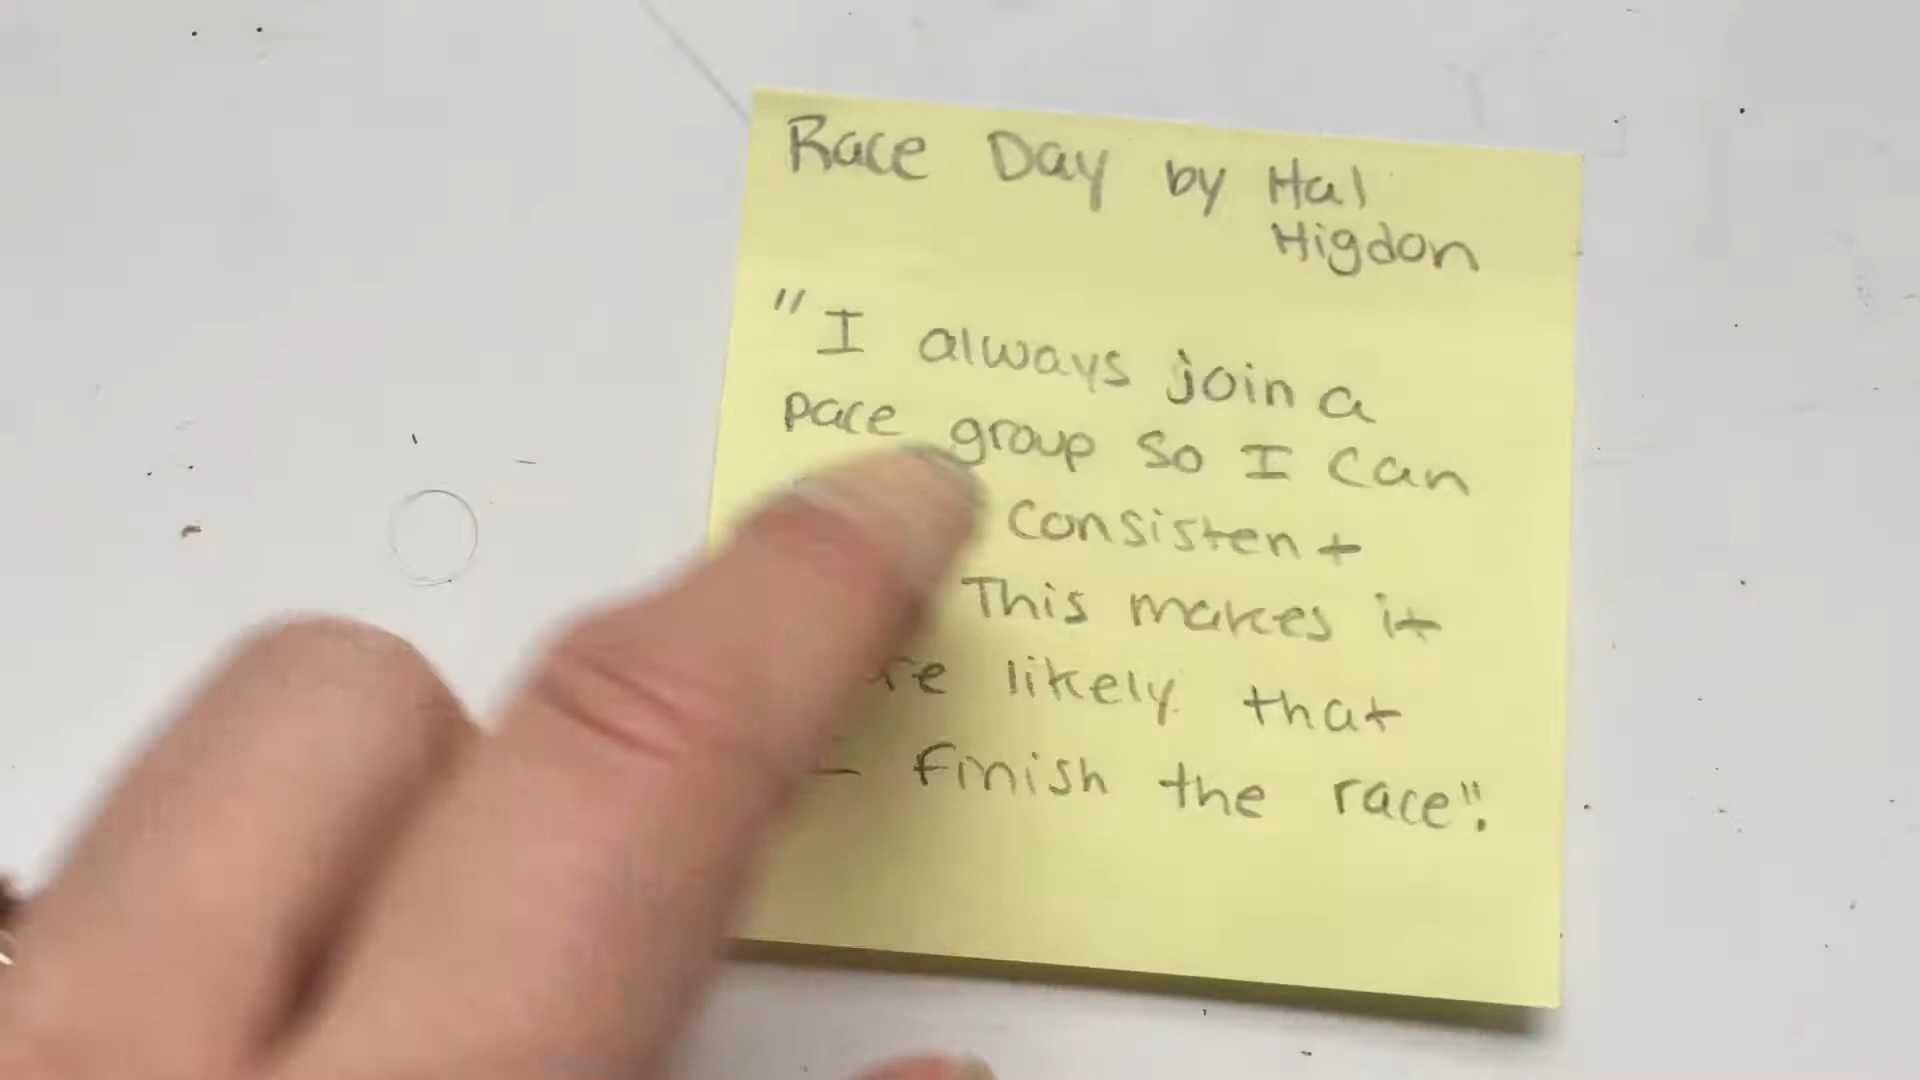 Race Day by Hal
Higdon
"I always join a
pace group so I can
consistent
This makes it
likely that
I finish the race".